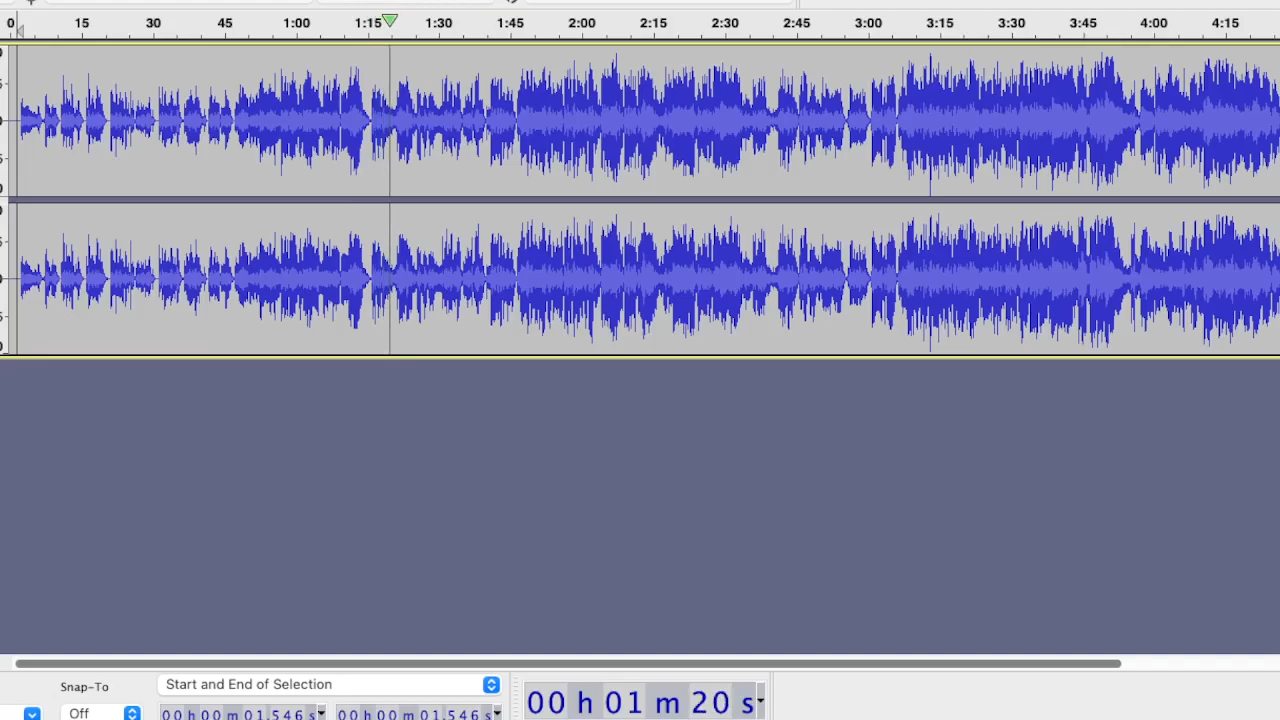 0 15 30 45 1:00 1:15 1:30 1:45 2:00 2:15 2:30 2:45 3:00 3:15 3:30 3:45 4:00 4:15
Snap-To
Start and End of Selection
00 h 01 m 20 s
Off
00 h 00 m 01.546 s 00 h 00 m 01.546 s